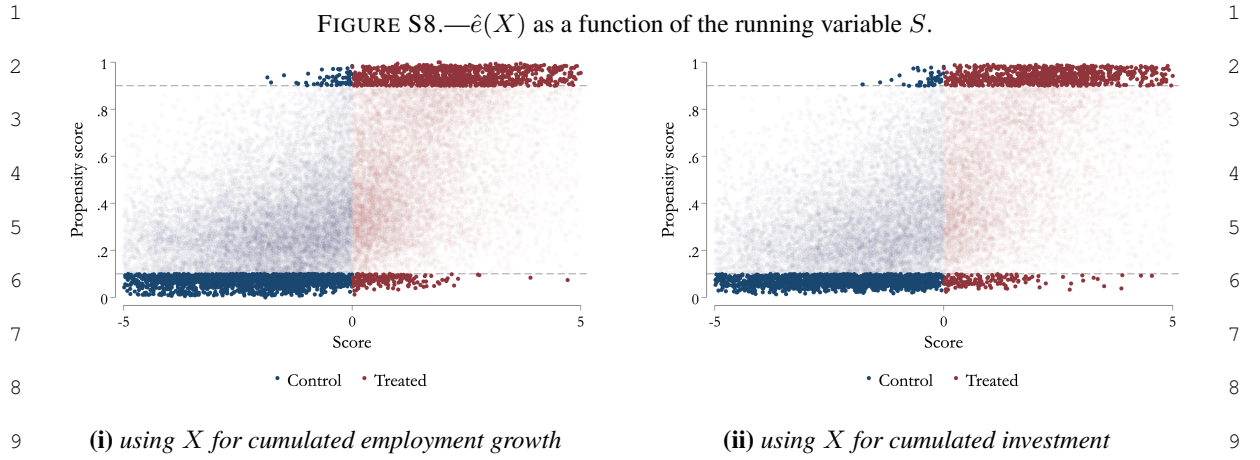 FIGURE S8.—ê(X) as a function of the running variable S.
1 1
2 2
3 3
4 4
5 5
6 6
7 7
8 8
9 9
Propensity score
1
.8
.6
.4
.2
0
-5 0 5
Score
• Control • Treated
Propensity score
1
.8
.6
.4
.2
0
-5 0 5
Score
• Control • Treated
(i) using X for cumulated employment growth
(ii) using X for cumulated investment